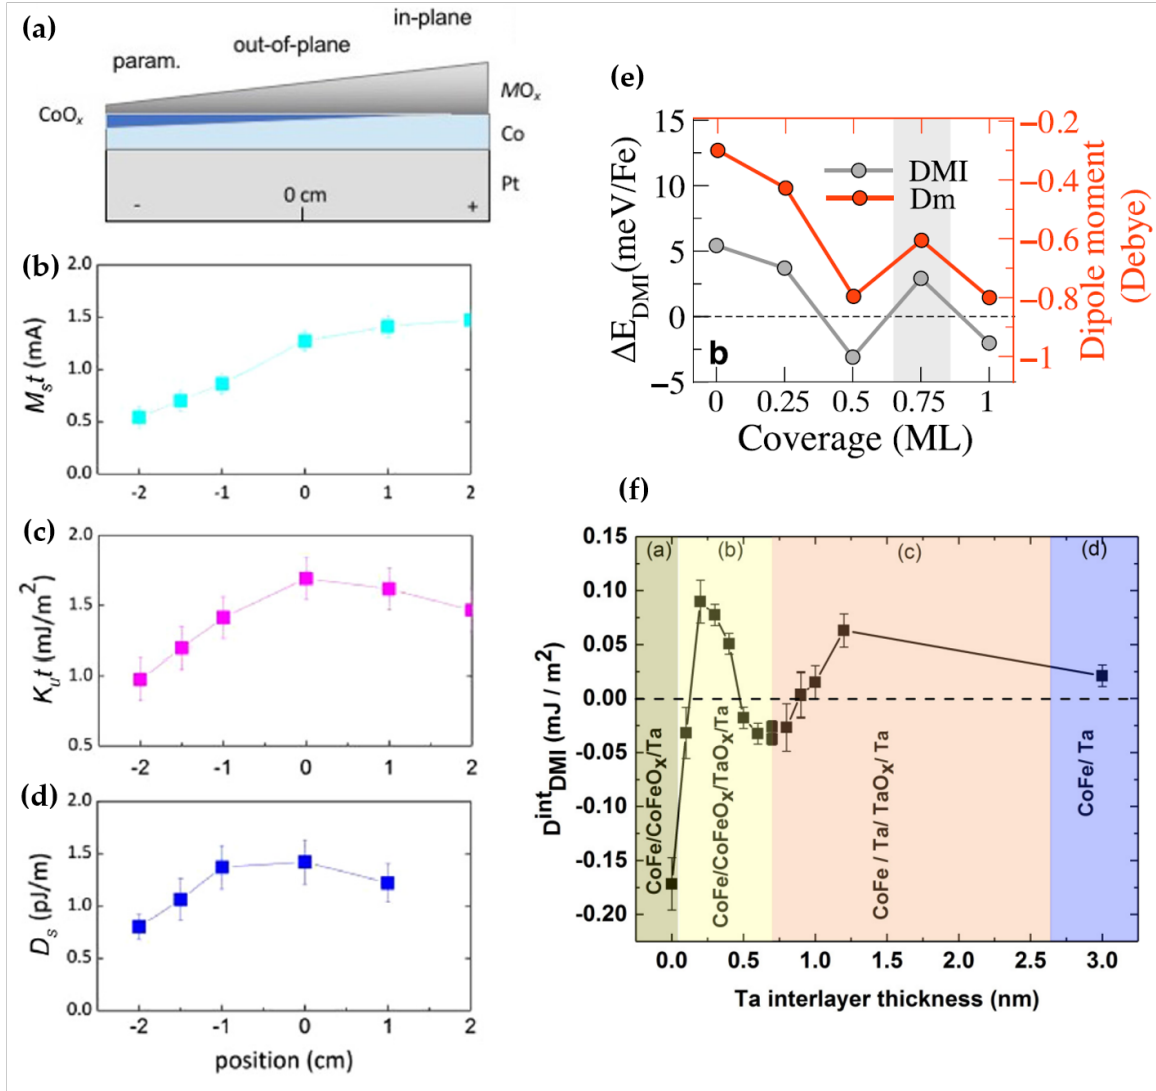 (a)
in-plane
out-of-plane
param.
CoOx
MOx
Co
Pt
0 cm
-
+
(b)
2.0
1.5
1.0
0.5
0.0
Mst (mA)
-2
-1
0
1
2
(c)
2.0
1.5
1.0
0.5
Kut (mJ/m2)
-2
-1
0
1
2
(d)
2.0
1.5
1.0
1.5
0.0
Ds (pJ/m)
-2
-1
0
1
2
position (cm)
(e)
15
10
5
0
−5
ΔEDMI(meV/Fe)
DMI
Dm
b
−0.2
−0.4
−0.6
−0.8
−1
Dipole moment
(Debye)
0
0.25
0.5
0.75
1
Coverage (ML)
(f)
0.15
0.10
0.05
0.00
-0.05
-0.10
-0.15
-0.20
DintDMI (mJ / m2)
(a)
(b)
(c)
(d)
CoFe/CoFeOx/Ta
CoFe/CoFeOx/TaOx/Ta
CoFe / Ta/ TaOx/ Ta
CoFe/ Ta
0.0
0.5
1.0
1.5
2.0
2.5
3.0
Ta interlayer thickness (nm)